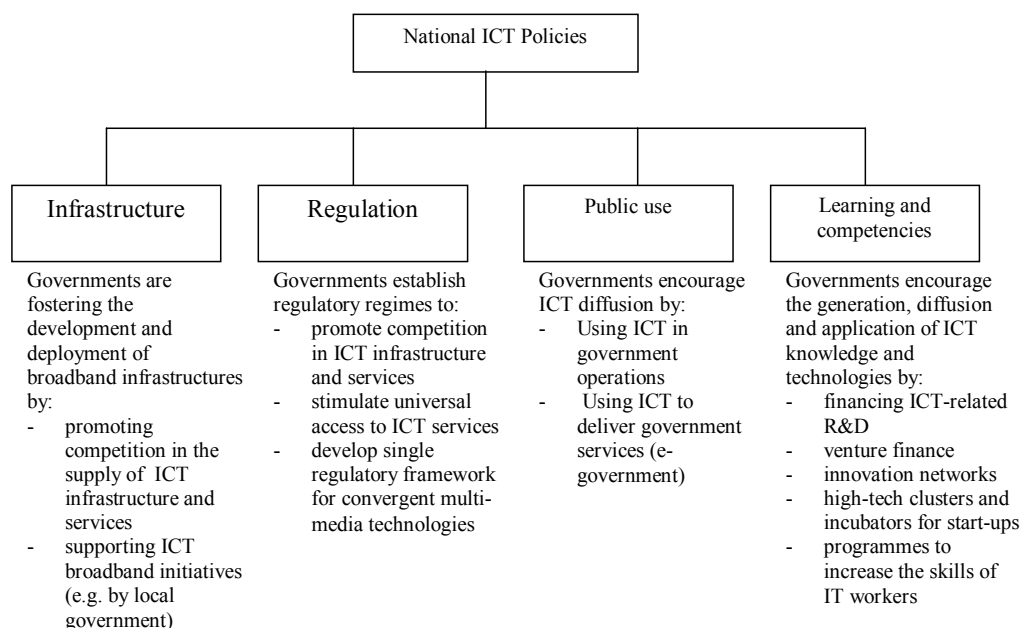 National ICT Policies
Infrastructure
Governments are
fostering the
development and
deployment of
broadband infrastructures
by:
- promoting
competition in the
supply of ICT
infrastructure and
services
- supporting ICT
broadband initiatives
(e.g. by local
government)
Regulation
Governments establish
regulatory regimes to:
- promote competition
in ICT infrastructure
and services
- stimulate universal
access to ICT services
- develop single
regulatory framework
for convergent multi-
media technologies
Public use
Governments encourage
ICT diffusion by:
- Using ICT in
government
operations
- Using ICT to
deliver government
services (e-
government)
Learning and
competencies
Governments encourage
the generation, diffusion
and application of ICT
knowledge and
technologies by:
- financing ICT-related
R&D
- venture finance
- innovation networks
- high-tech clusters and
incubators for start-ups
- programmes to
increase the skills of
IT workers